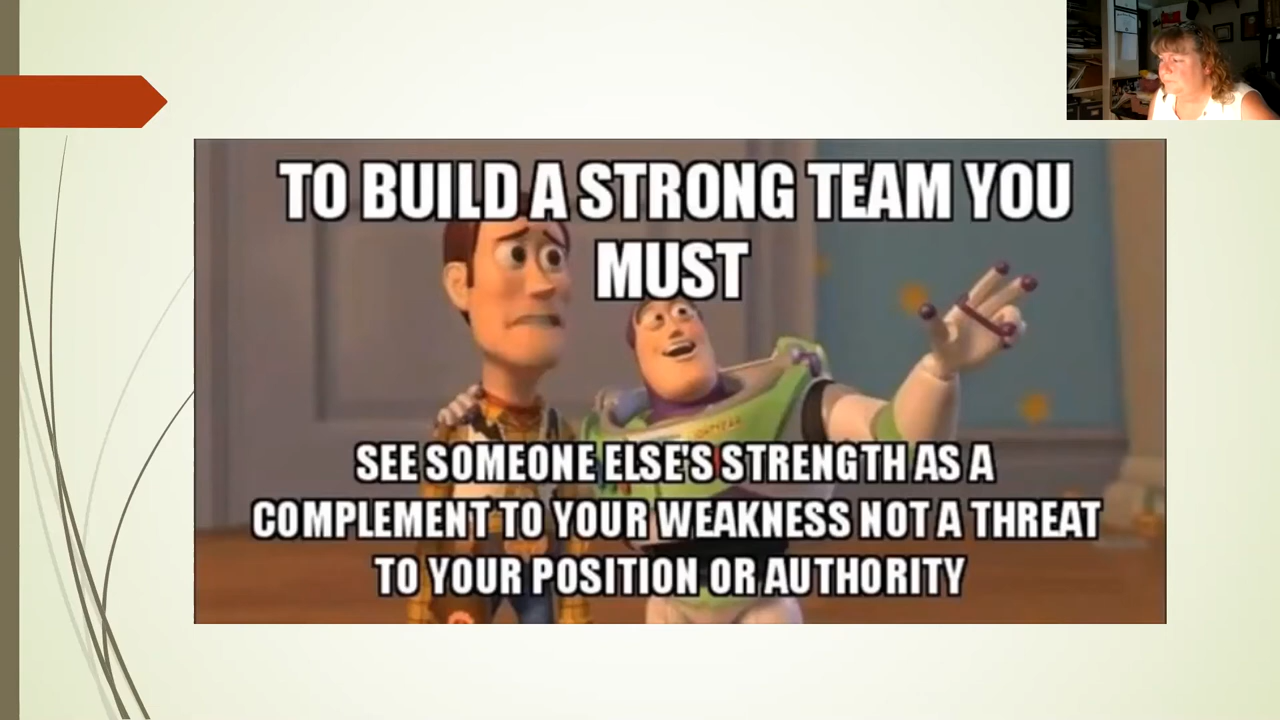 TO BUILD A STRONG TEAM YOU
MUST
SEE SOMEONE ELSE'S STRENGTH AS A
COMPLEMENT TO YOUR WEAKNESS NOT A THREAT
TO YOUR POSITION OR AUTHORITY